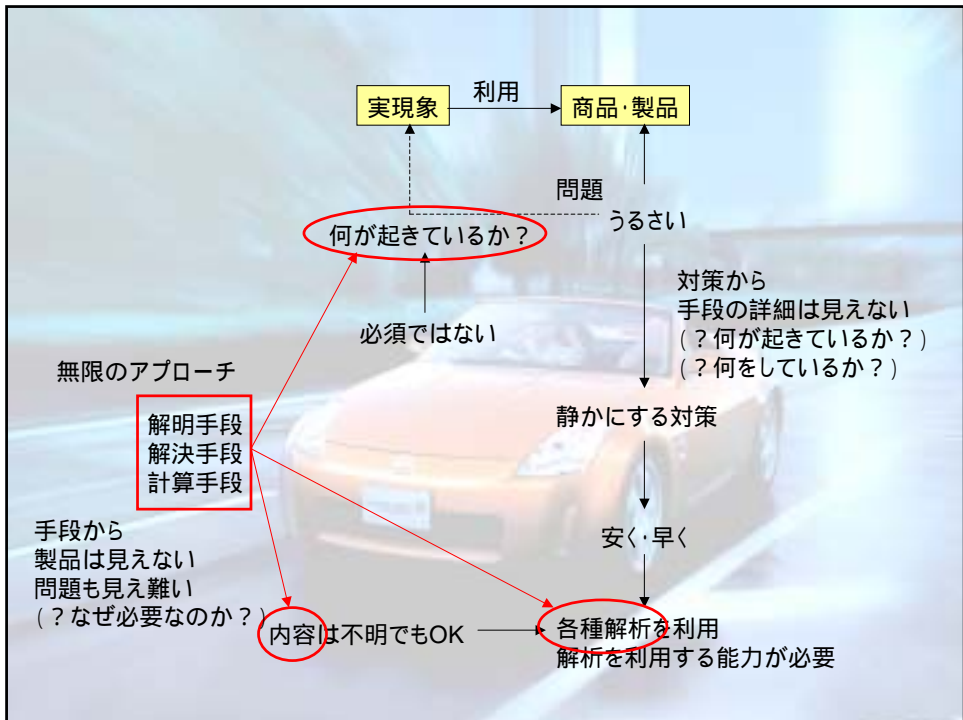 実現象
利用
商品・製品
問題
うるさい
何が起きているか？
対策から
手段の詳細は見えない
(？何が起きているか？)
(？何をしているか？)
必須ではない
無限のアプローチ
解明手段
解決手段
計算手段
静かにする対策
手段から
製品は見えない
問題も見え難い
(？なぜ必要なのか？)
安く・早く
内容は不明でもOK
各種解析を利用
解析を利用する能力が必要